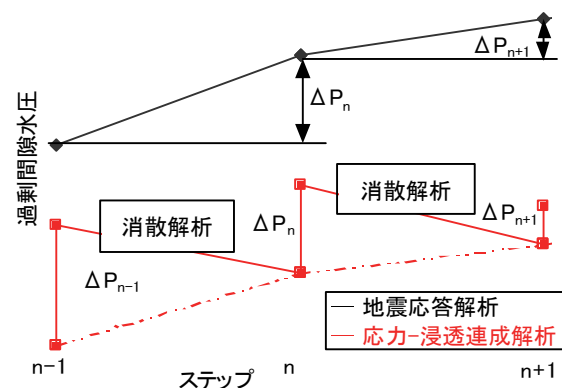 ΔPn+1
ΔPn
過剰間隙水圧
消散解析
消散解析
ΔPn
ΔPn+1
ΔPn-1
地震応答解析
応力-浸透連成解析
n-1
ステップ
n
n+1